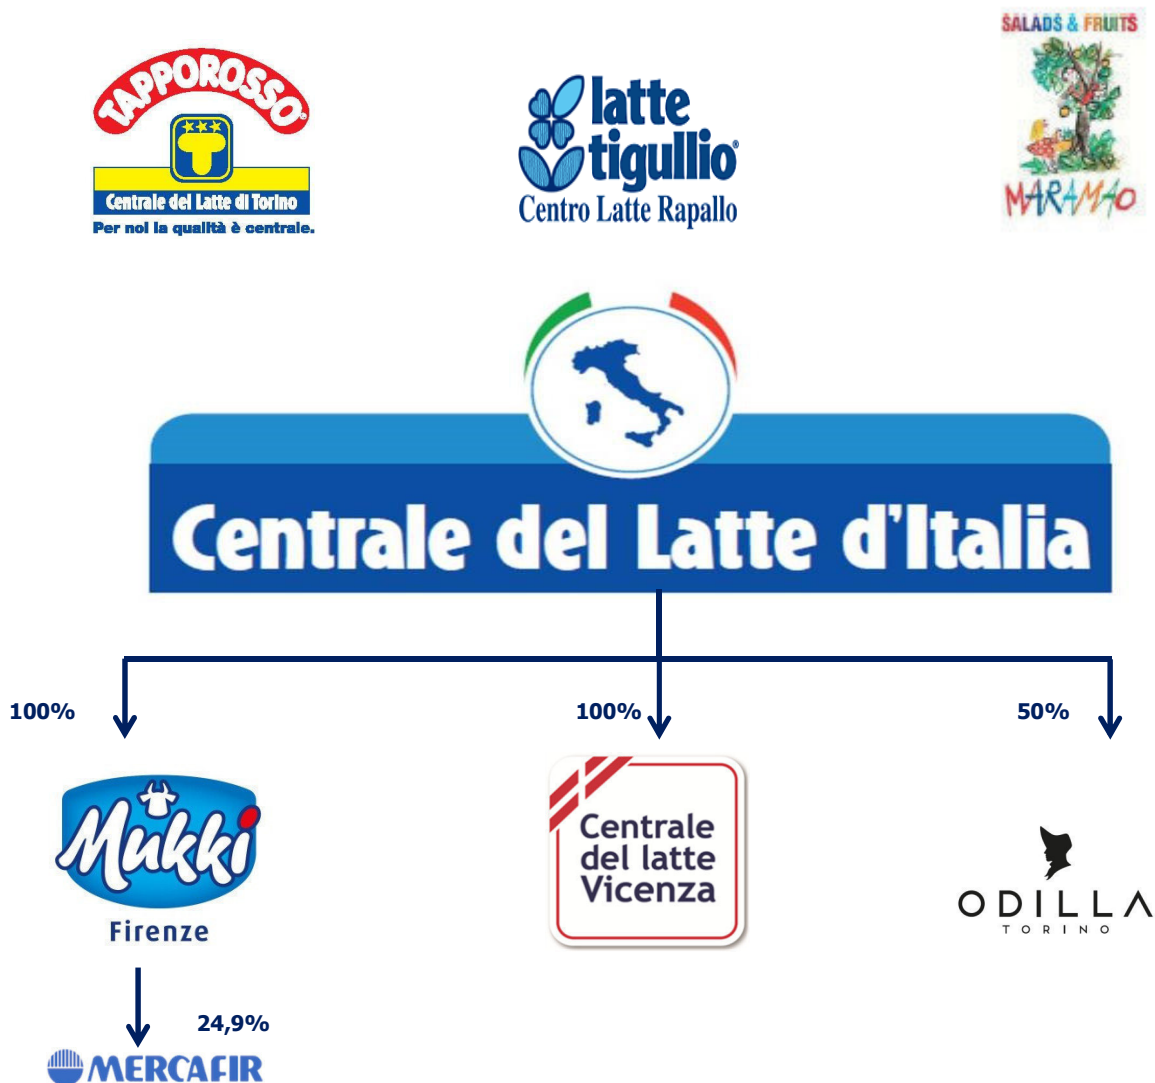 SALADS & FRUITS
MARAMAO
TAPPOROSSO
Centrale del Latte di Torino
Per noi la qualità è centrale.
latte
tigullio
Centro Latte Rapallo
Centrale del Latte d'Italia
100%
100%
50%
Mukki
Firenze
Centrale
del latte
Vicenza
ODILLA
TORINO
24,9%
MERCAFIR